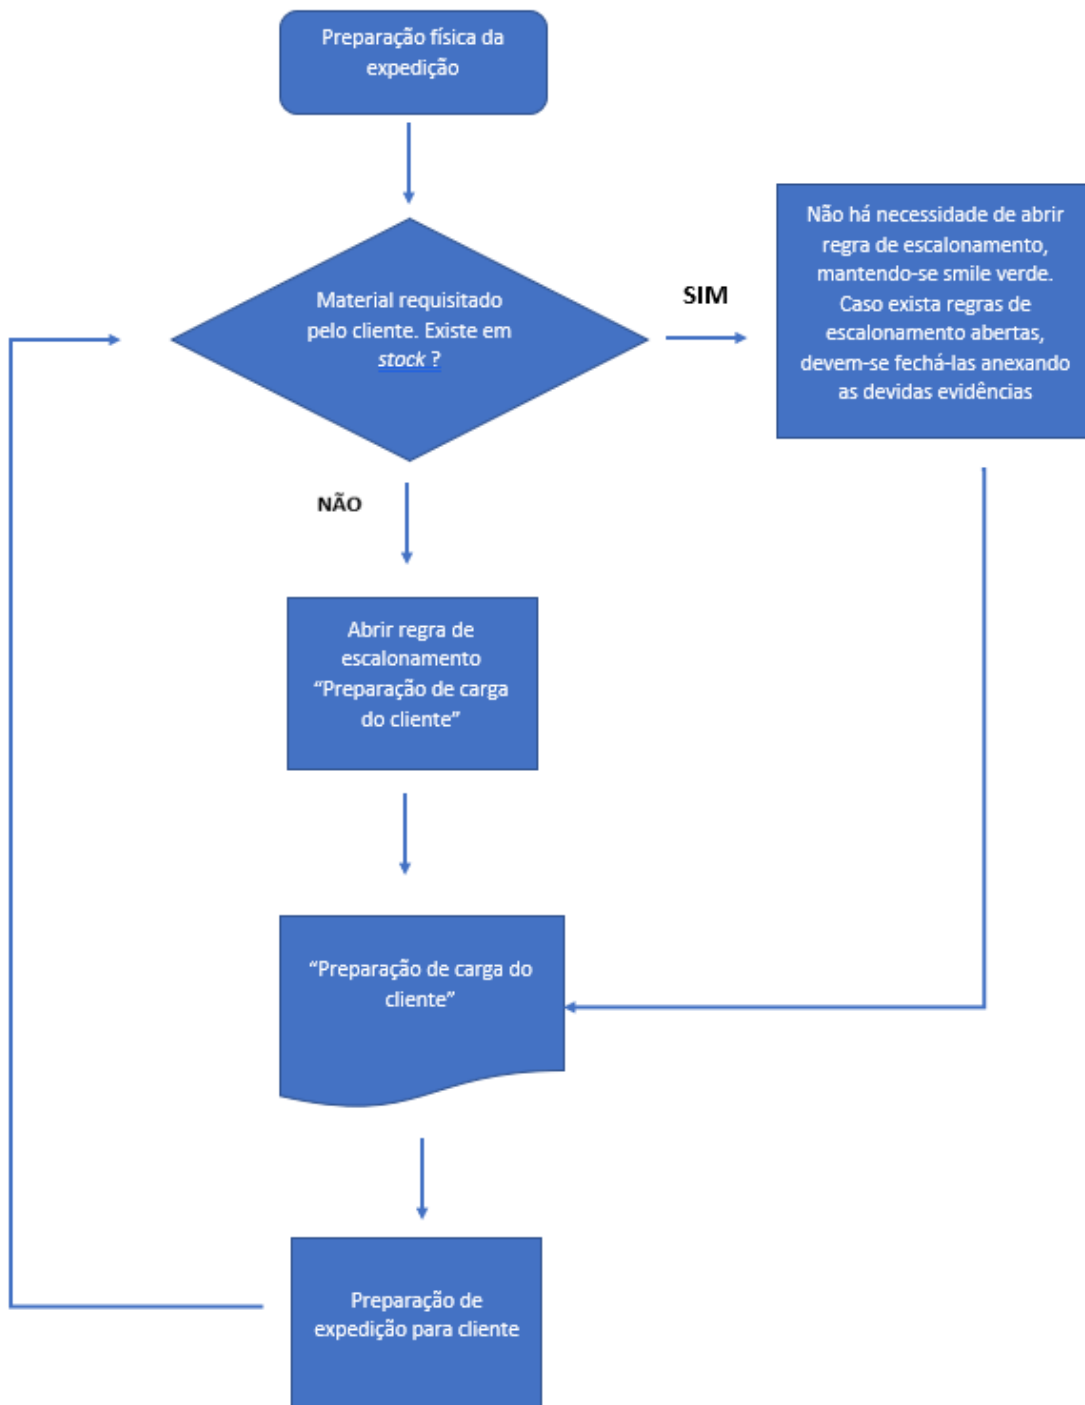 Preparação física da
expedição
Material requisitado
pelo cliente. Existe em
stock ?
SIM
Não há necessidade de abrir
regra de escalonamento,
mantendo-se smile verde.
Caso exista regras de
escalonamento abertas,
devem-se fechá-las anexando
as devidas evidências
NÃO
Abrir regra de
escalonamento
“Preparação de carga
do cliente”
“Preparação de carga do
cliente”
Preparação de
expedição para cliente